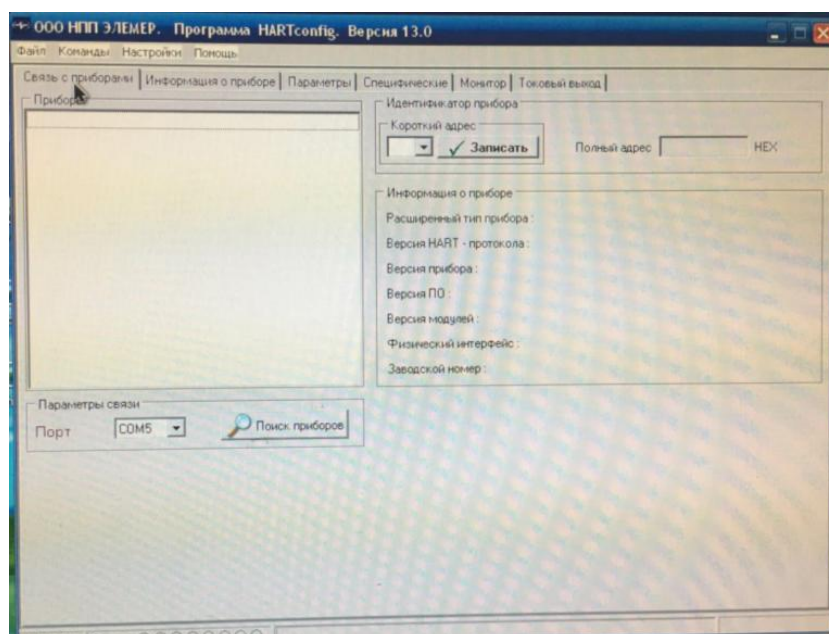 ООО НПП ЭЛЕМЕР. Программа HARTconfig. Версия 13.0
Файл Команды Настройки Помощь
Связь с приборами Информация о приборе Параметры Специфические Монитор Токовый выход
Приборы
Идентификатор прибора
Короткий адрес
Записать
Полный адрес
HEX
Информация о приборе
Расширенный тип прибора :
Версия HART - протокола :
Версия прибора :
Версия ПО :
Версия модулей :
Физический интерфейс :
Заводской номер :
Параметры связи
Порт
COM5
Поиск приборов